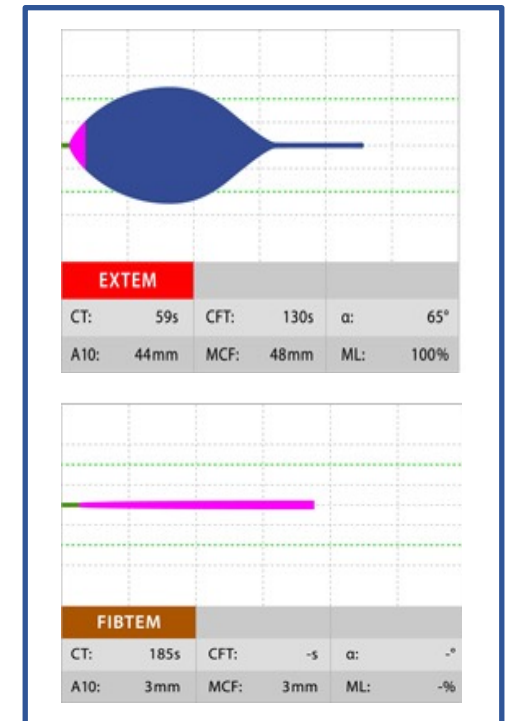 EXTEM
CT: 59s CFT: 130s α: 65°
A10: 44mm MCF: 48mm ML: 100%
FIBTEM
CT: 185s CFT: -s α: -°
A10: 3mm MCF: 3mm ML: -%